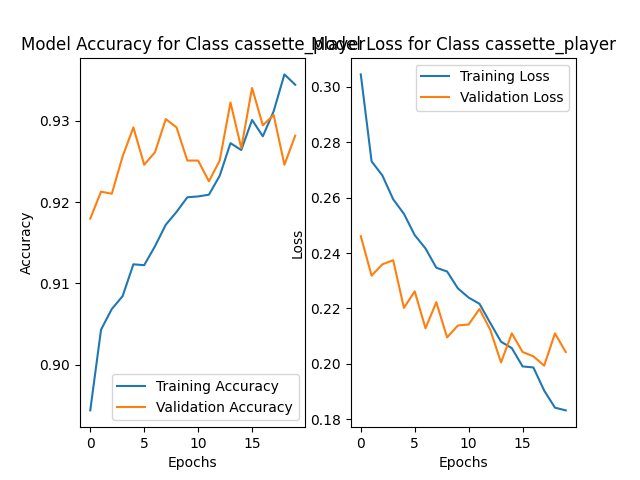 Model Accuracy for Class cassette_player
Model Loss for Class cassette_player
Accuracy
0.93
0.92
0.91
0.90
Training Accuracy
Validation Accuracy
0
5
10
15
Epochs
Loss
0.30
0.28
0.26
0.24
0.22
0.20
0.18
Training Loss
Validation Loss
0
5
10
15
Epochs